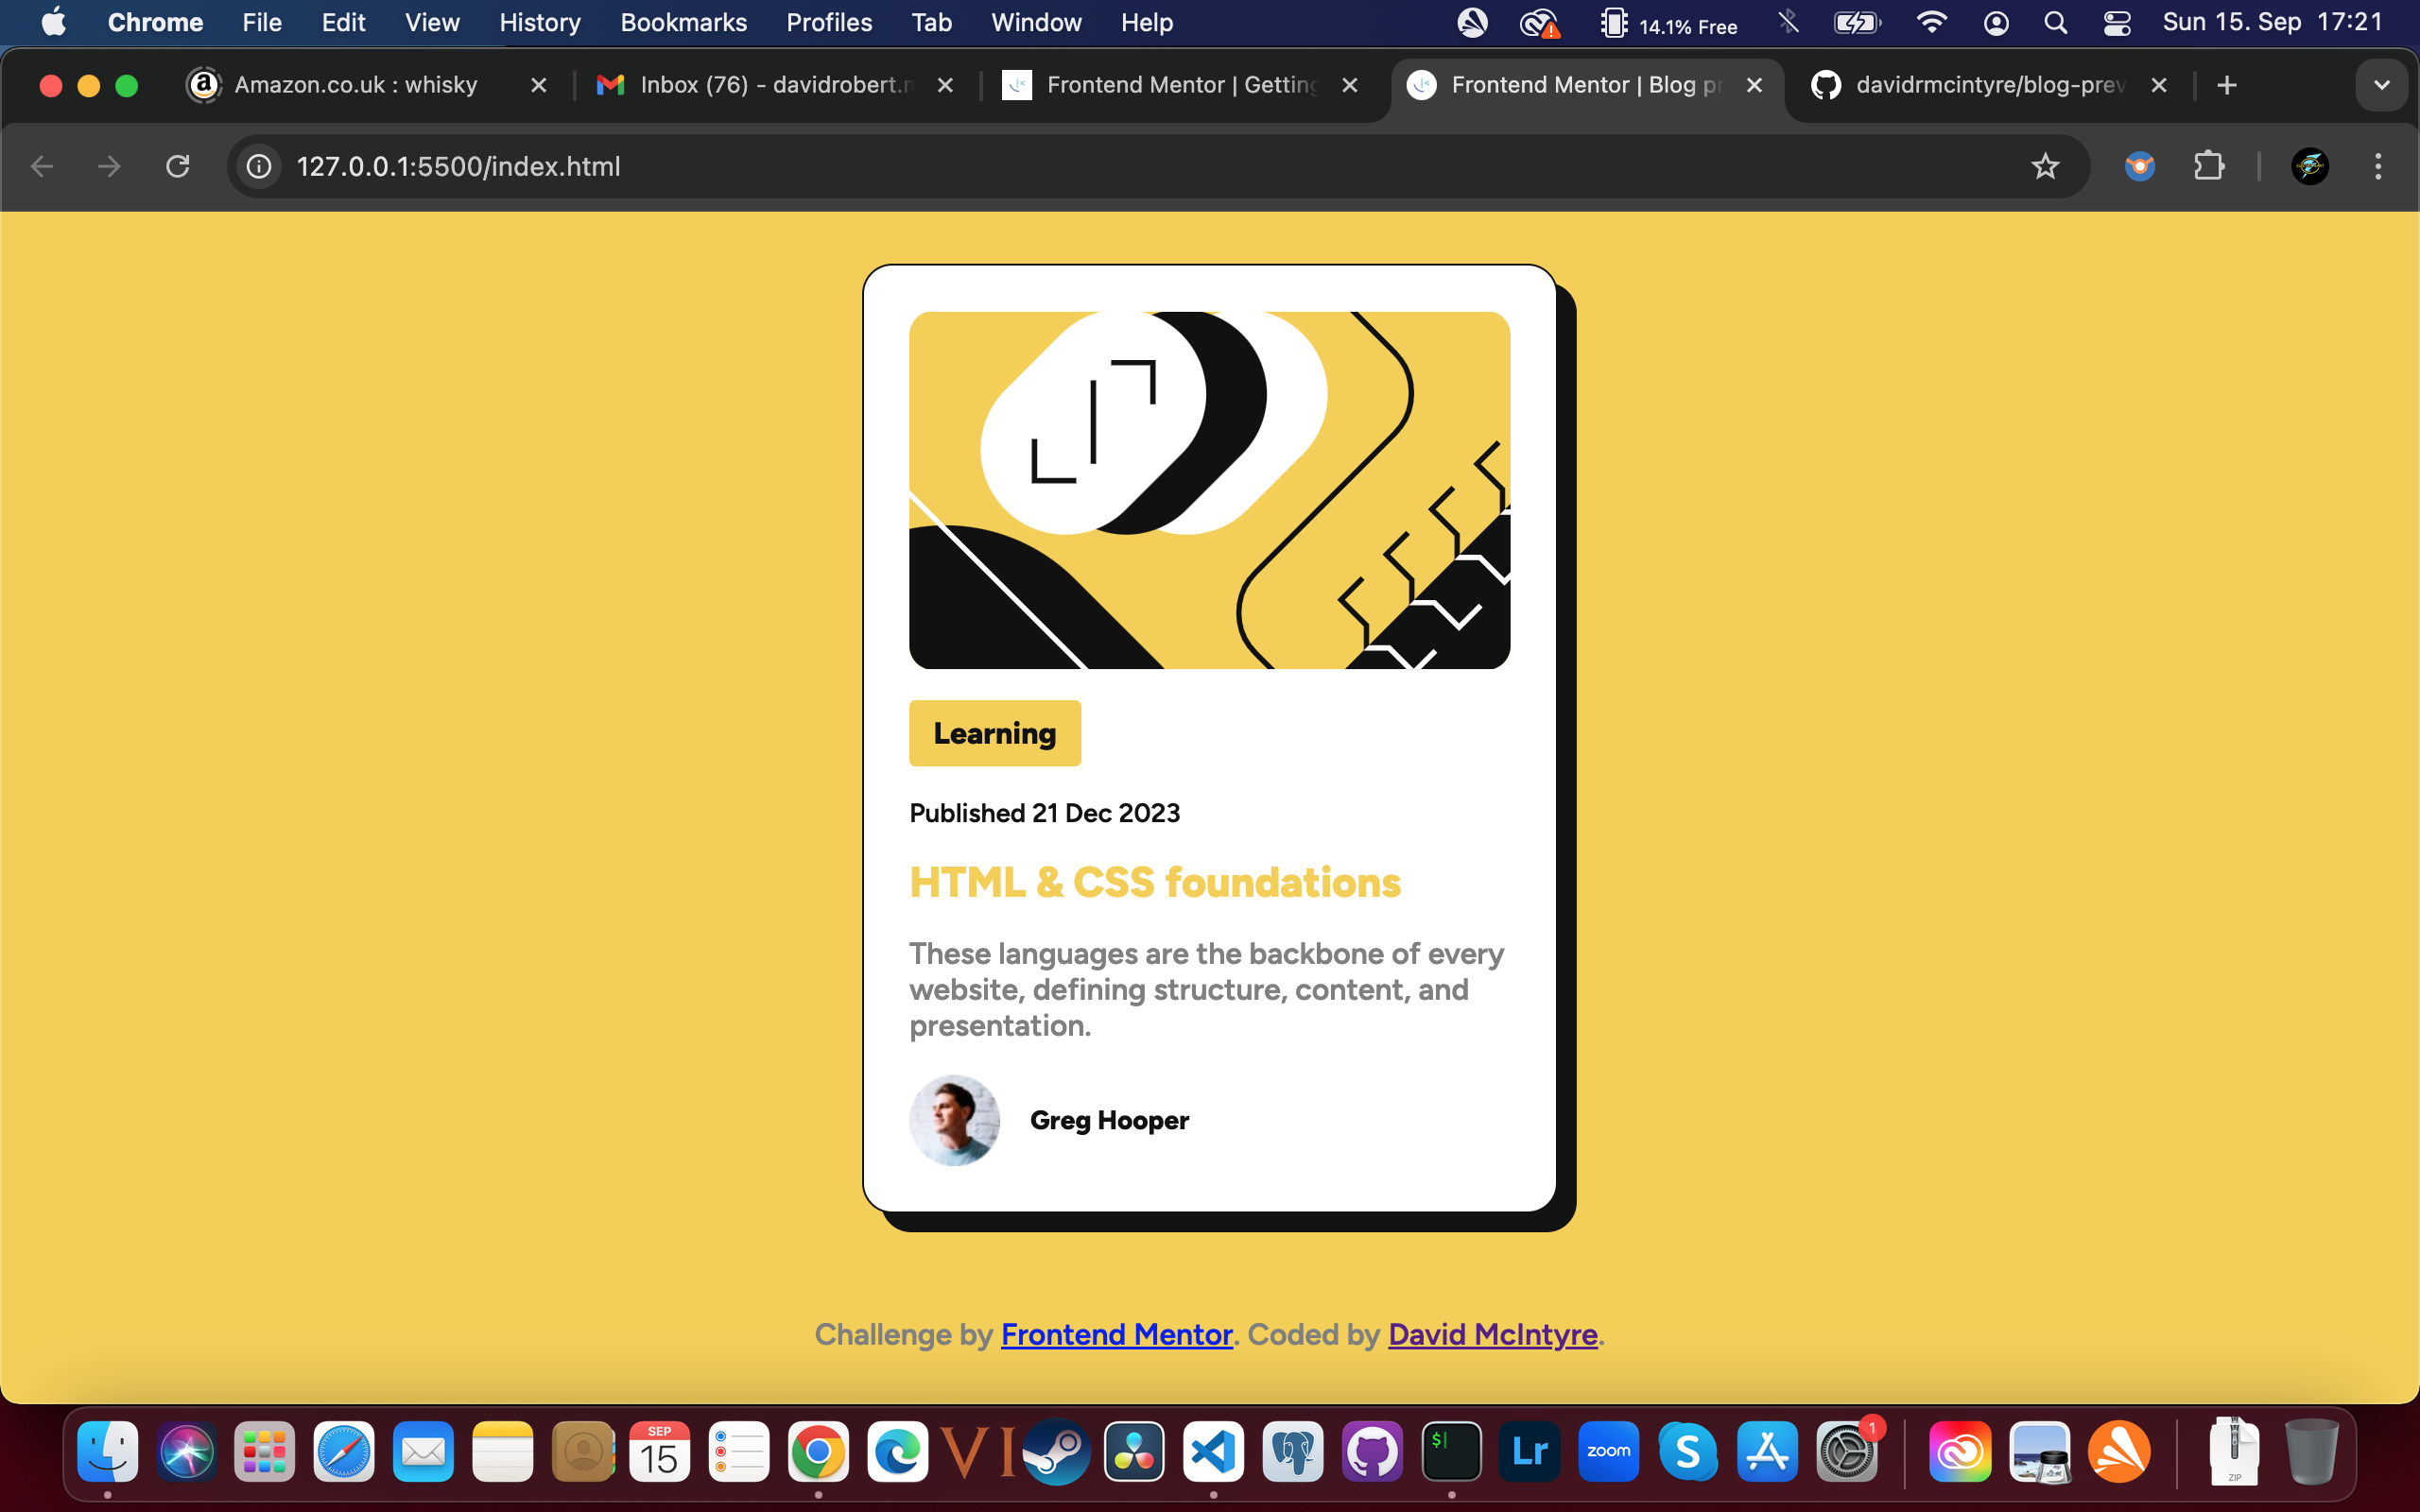 Chrome File Edit View History Bookmarks Profiles Tab Window Help 14.1% Free Sun 15. Sep 17:21
Amazon.co.uk : whisky Inbox (76) - davidrobert.m Frontend Mentor | Getting Frontend Mentor | Blog pr davidrmcintyre/blog-prev
127.0.0.1:5500/index.html
Learning
Published 21 Dec 2023
HTML & CSS foundations
These languages are the backbone of every
website, defining structure, content, and
presentation.
Greg Hooper
Challenge by Frontend Mentor. Coded by David McIntyre.
SEP
15
VI
$
Lr
zoom
S
1
ZIP